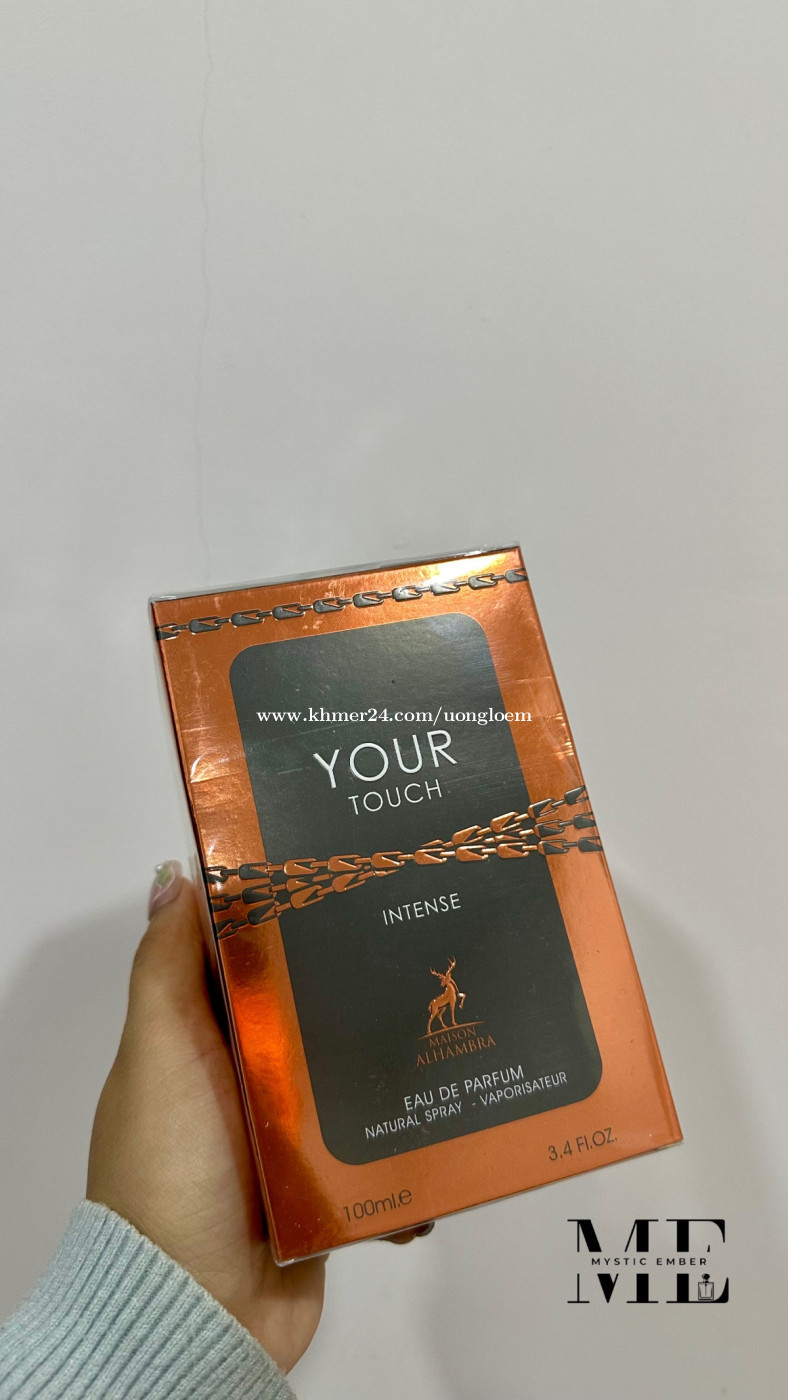 www.khmer24.com/uongloem
YOUR
TOUCH
INTENSE
MAISON
ALHAMBRA
EAU DE PARFUM
NATURAL SPRAY - VAPORISATEUR
100ml.e 3.4 Fl.OZ.
ME
MYSTIC EMBER